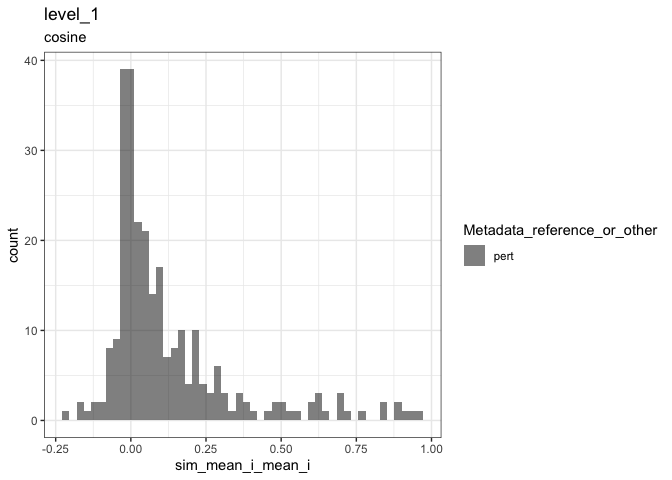 level_1
cosine
40
30
20
10
0
count
-0.25
0.00
0.25
0.50
0.75
1.00
sim_mean_i_mean_i
Metadata_reference_or_other
pert